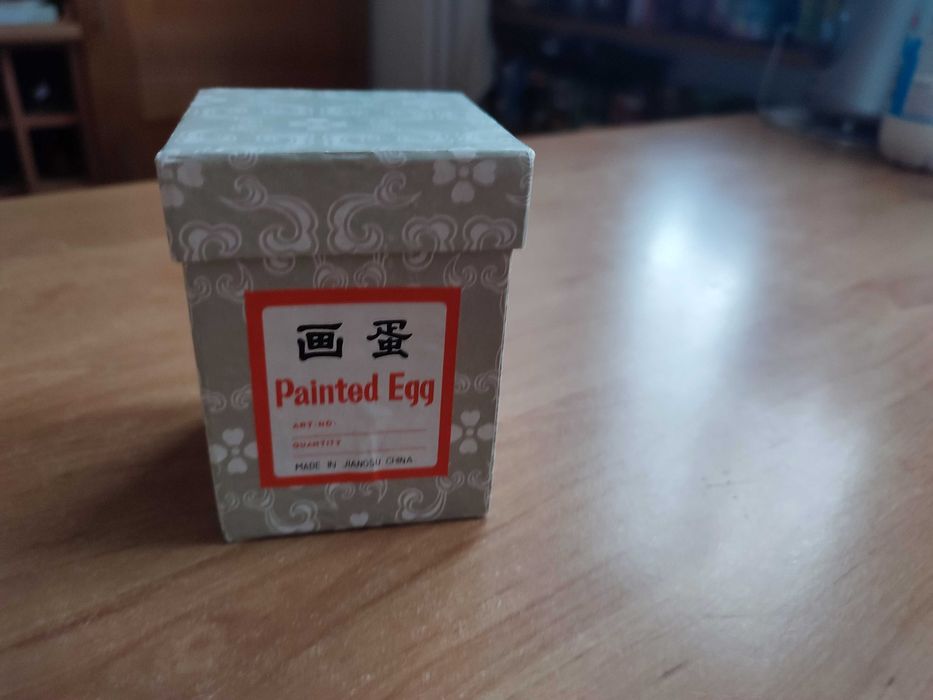 画蛋
Painted Egg
ART·NO·
QUANTITY
MADE IN JIANGSU CHINA